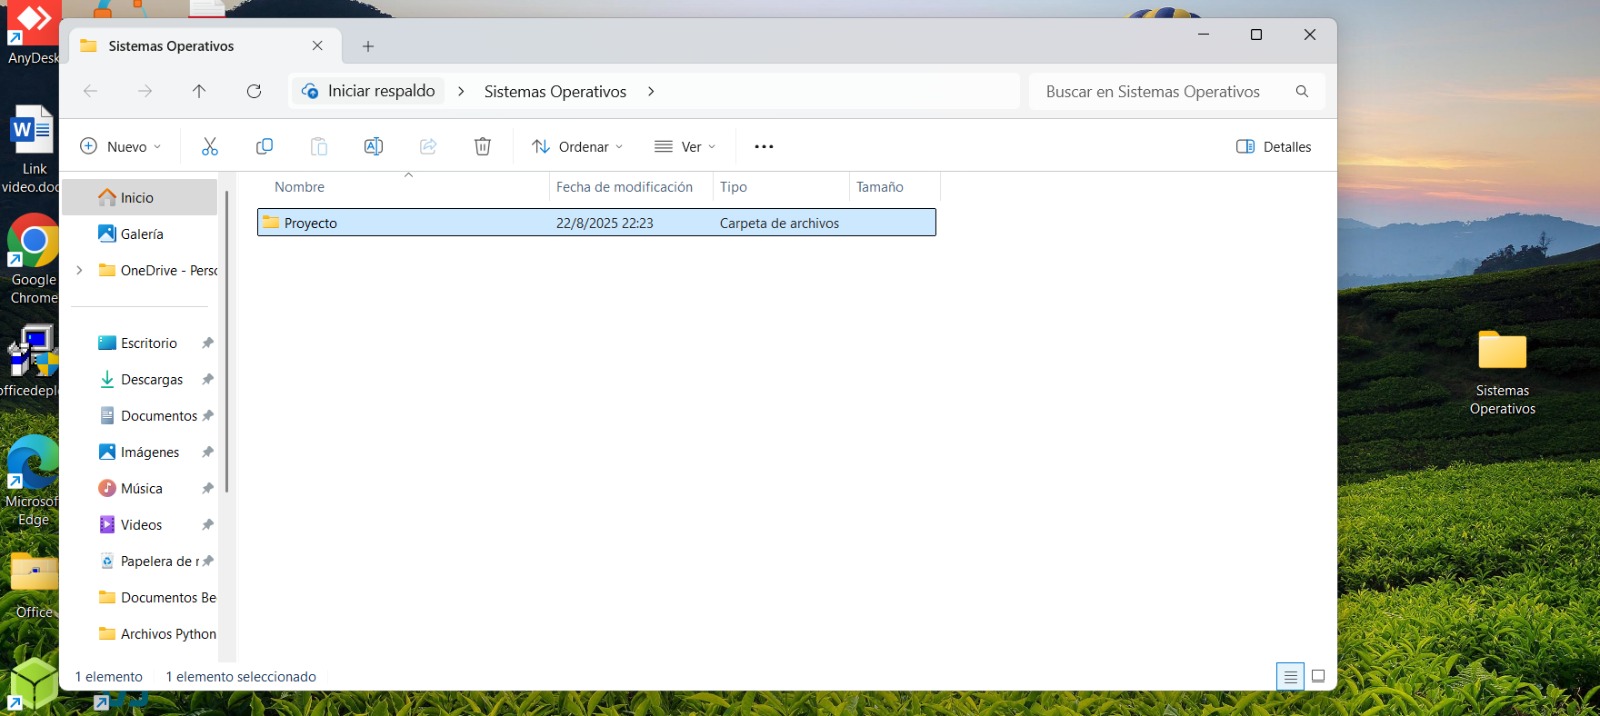 AnyDesk
Link
video.doc
Google
Chrome
officedepl
Microsof
Edge
Office
Sistemas Operativos
Iniciar respaldo > Sistemas Operativos >
Buscar en Sistemas Operativos
Nuevo
Ordenar
Ver
Detalles
Nombre Fecha de modificación Tipo Tamaño
Proyecto 22/8/2025 22:23 Carpeta de archivos
Inicio
Galería
OneDrive - Perso
Escritorio
Descargas
Documentos
Imágenes
Música
Videos
Papelera de r
Documentos Be
Archivos Python
1 elemento 1 elemento seleccionado
Sistemas
Operativos